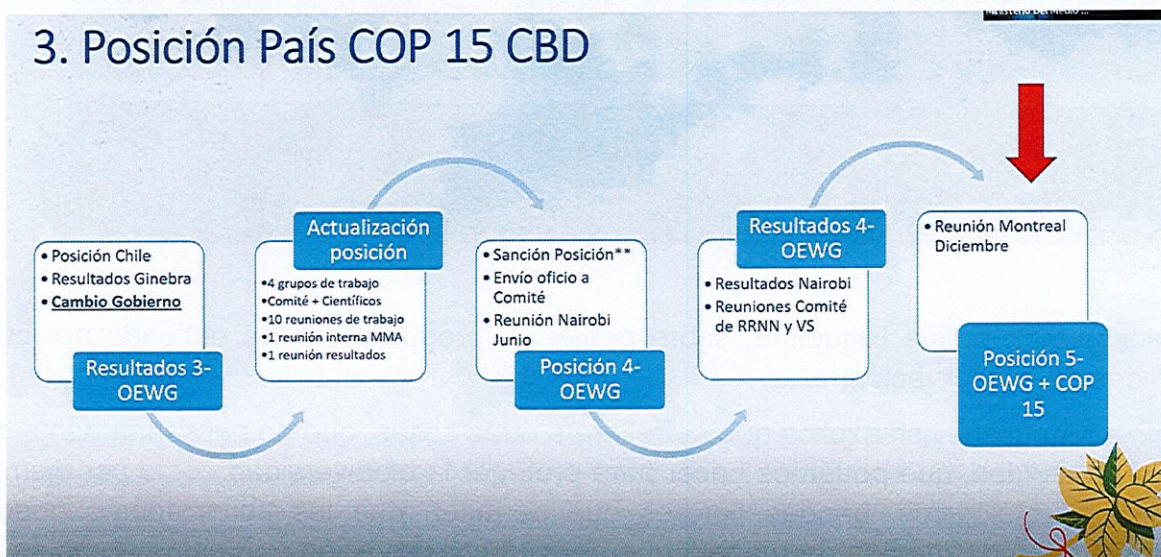 Ministerio Del Medio ...
3. Posición País COP 15 CBD
• Posición Chile
• Resultados Ginebra
• Cambio Gobierno
Resultados 3-
OEWG
Actualización
posición
•4 grupos de trabajo
•Comité + Científicos
•10 reuniones de trabajo
•1 reunión interna MMA
•1 reunión resultados
• Sanción Posición**
• Envío oficio a
Comité
• Reunión Nairobi
Junio
Posición 4-
OEWG
Resultados 4-
OEWG
• Resultados Nairobi
• Reuniones Comité
de RRNN y VS
• Reunión Montreal
Diciembre
Posición 5-
OEWG + COP
15